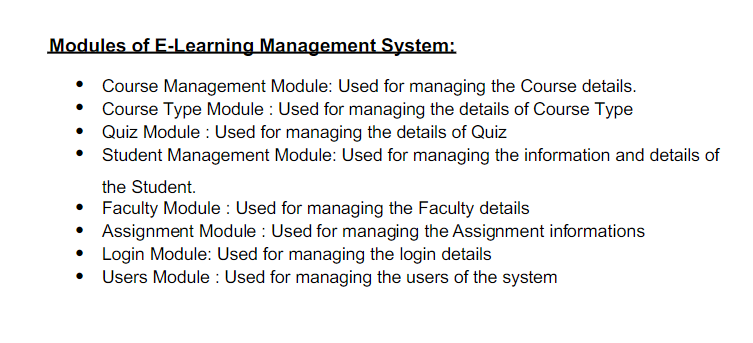 Modules of E-Learning Management System:
• Course Management Module: Used for managing the Course details.
• Course Type Module : Used for managing the details of Course Type
• Quiz Module : Used for managing the details of Quiz
• Student Management Module: Used for managing the information and details of
the Student.
• Faculty Module : Used for managing the Faculty details
• Assignment Module : Used for managing the Assignment informations
• Login Module: Used for managing the login details
• Users Module : Used for managing the users of the system